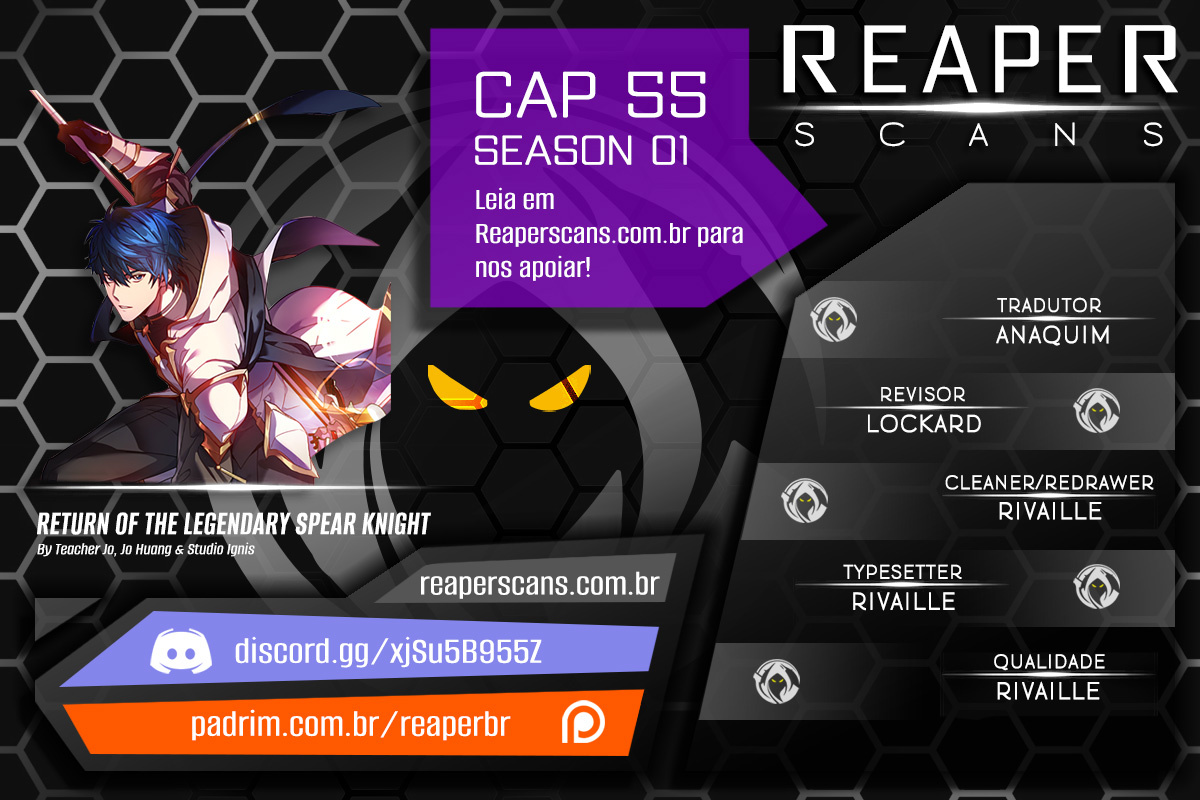 REAPER
SCANS
CAP 55
SEASON 01
Leia em
Reaperscans.com.br para
nos apoiar!
TRADUTOR
ANAQUIM
REVISOR
LOCKARD
CLEANER/REDRAWER
RIVAILLE
TYPESETTER
RIVAILLE
QUALIDADE
RIVAILLE
RETURN OF THE LEGENDARY SPEAR KNIGHT
By Teacher Jo, Jo Huang & Studio Ignis
reaperscans.com.br
discord.gg/xjSu5B955Z
padrim.com.br/reaperbr